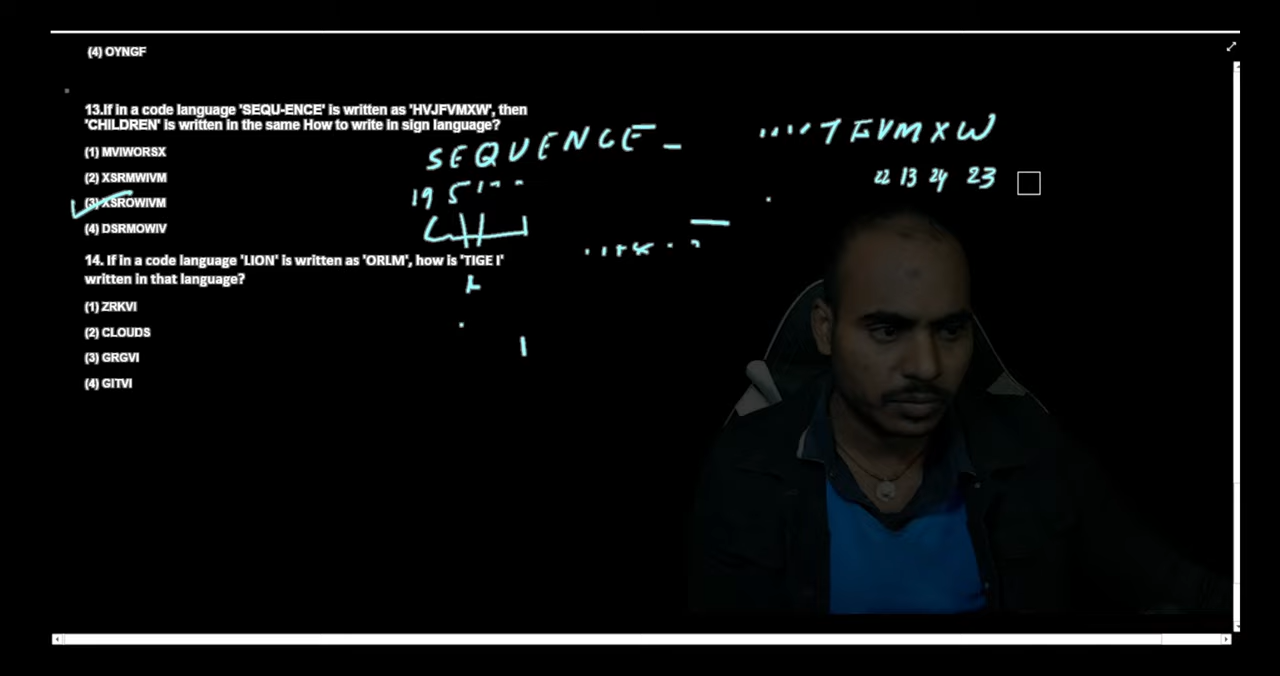 (4) OYNGF
13.If in a code language 'SEQU-ENCE' is written as 'HVJFVMXW', then
'CHILDREN' is written in the same How to write in sign language?
(1) MVIWORSX
(2) XSRMWIVM
(3) XSROWIVM
(4) DSRMOWIV
14. If in a code language 'LION' is written as 'ORLM', how is 'TIGE I'
written in that language?
(1) ZRKVI
(2) CLOUDS
(3) GRGVI
(4) GITVI
SEQUENCE -
19 5
VMXW
22 13 24 23